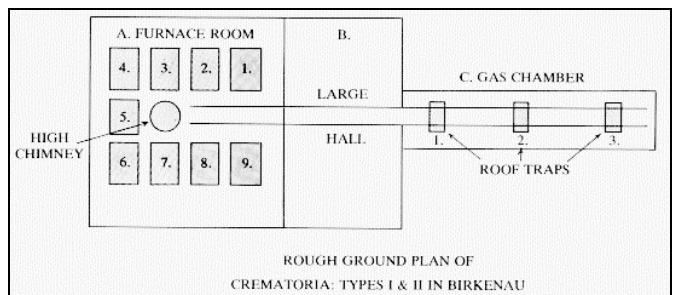 A. FURNACE ROOM
B.
4. 3. 2. 1.
C. GAS CHAMBER
LARGE
5.
HIGH
CHIMNEY
HALL
1. 2. 3.
6. 7. 8. 9.
ROOF TRAPS
ROUGH GROUND PLAN OF
CREMATORIA: TYPES I & II IN BIRKENAU